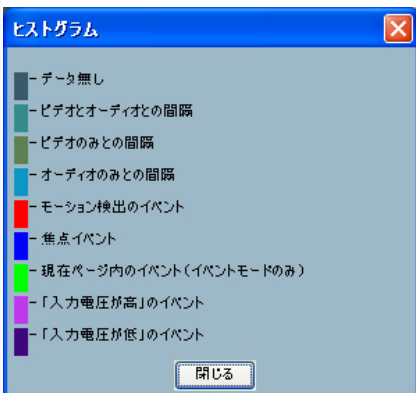 ヒストグラム
- データ無し
- ビデオとオーディオとの間隔
- ビデオのみとの間隔
- オーディオのみとの間隔
- モーション検出のイベント
- 焦点イベント
- 現在ページ内のイベント(イベントモードのみ)
- 「入力電圧が高」のイベント
- 「入力電圧が低」のイベント
閉じる